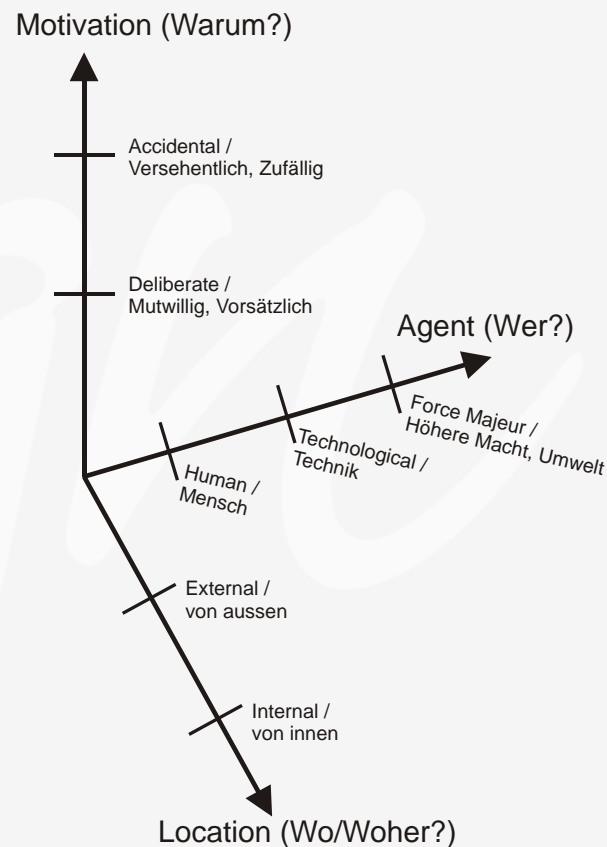 Motivation (Warum?)
Accidental /
Versehentlich, Zufällig
Deliberate /
Mutwillig, Vorsätzlich
Agent (Wer?)
Force Majeur /
Höhere Macht, Umwelt
Technological /
Technik
Human /
Mensch
External /
von aussen
Internal /
von innen
Location (Wo/Woher?)